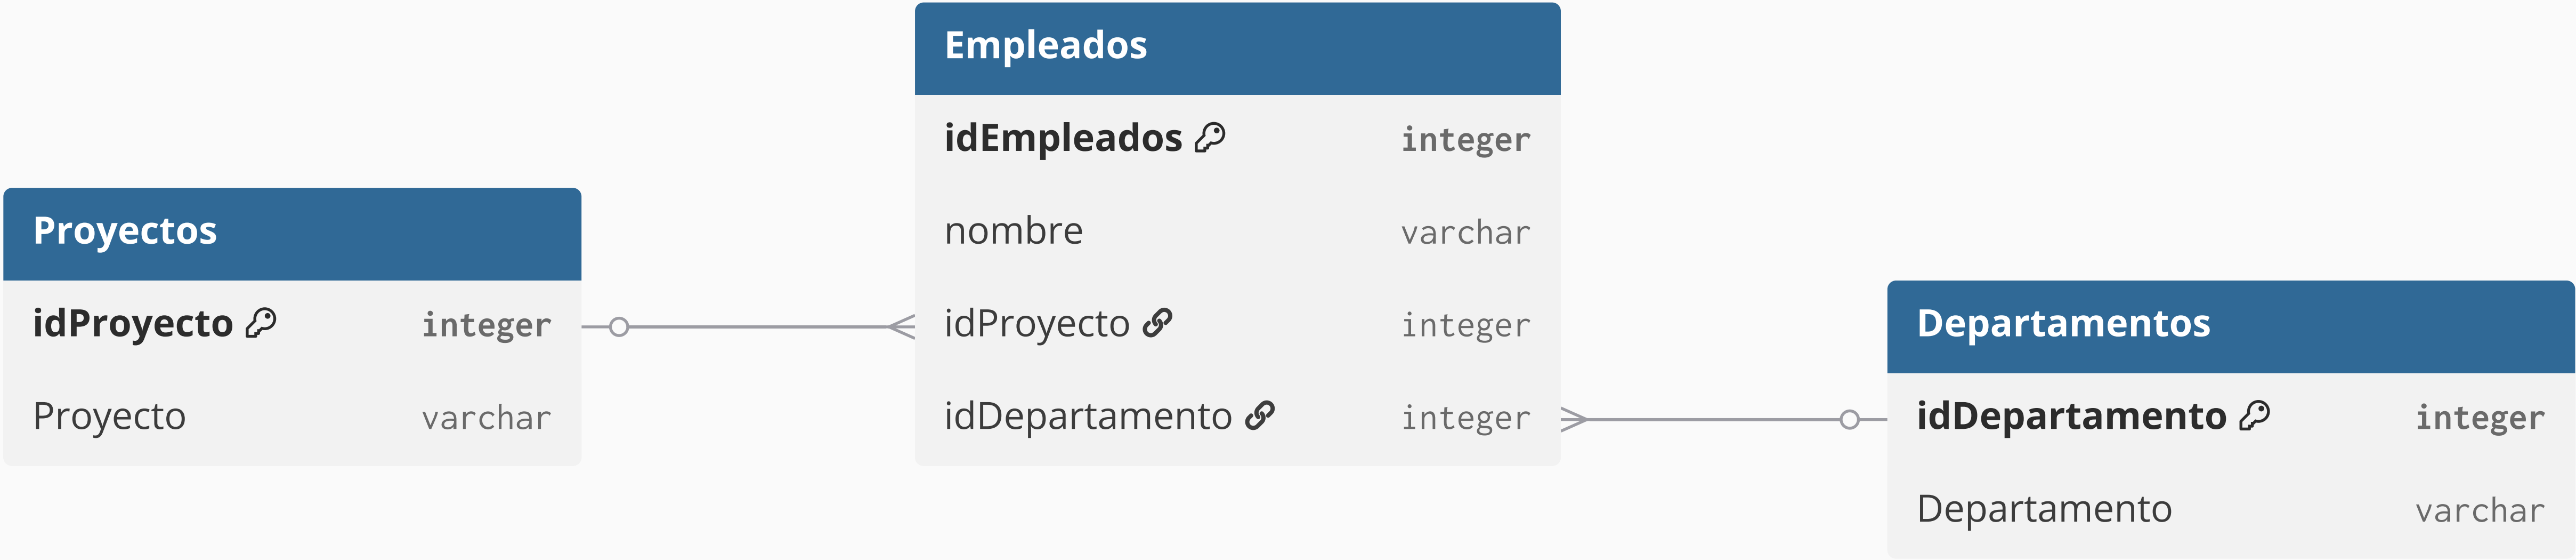 Proyectos
idProyecto integer
Proyecto varchar
Empleados
idEmpleados integer
nombre varchar
idProyecto integer
idDepartamento integer
Departamentos
idDepartamento integer
Departamento varchar